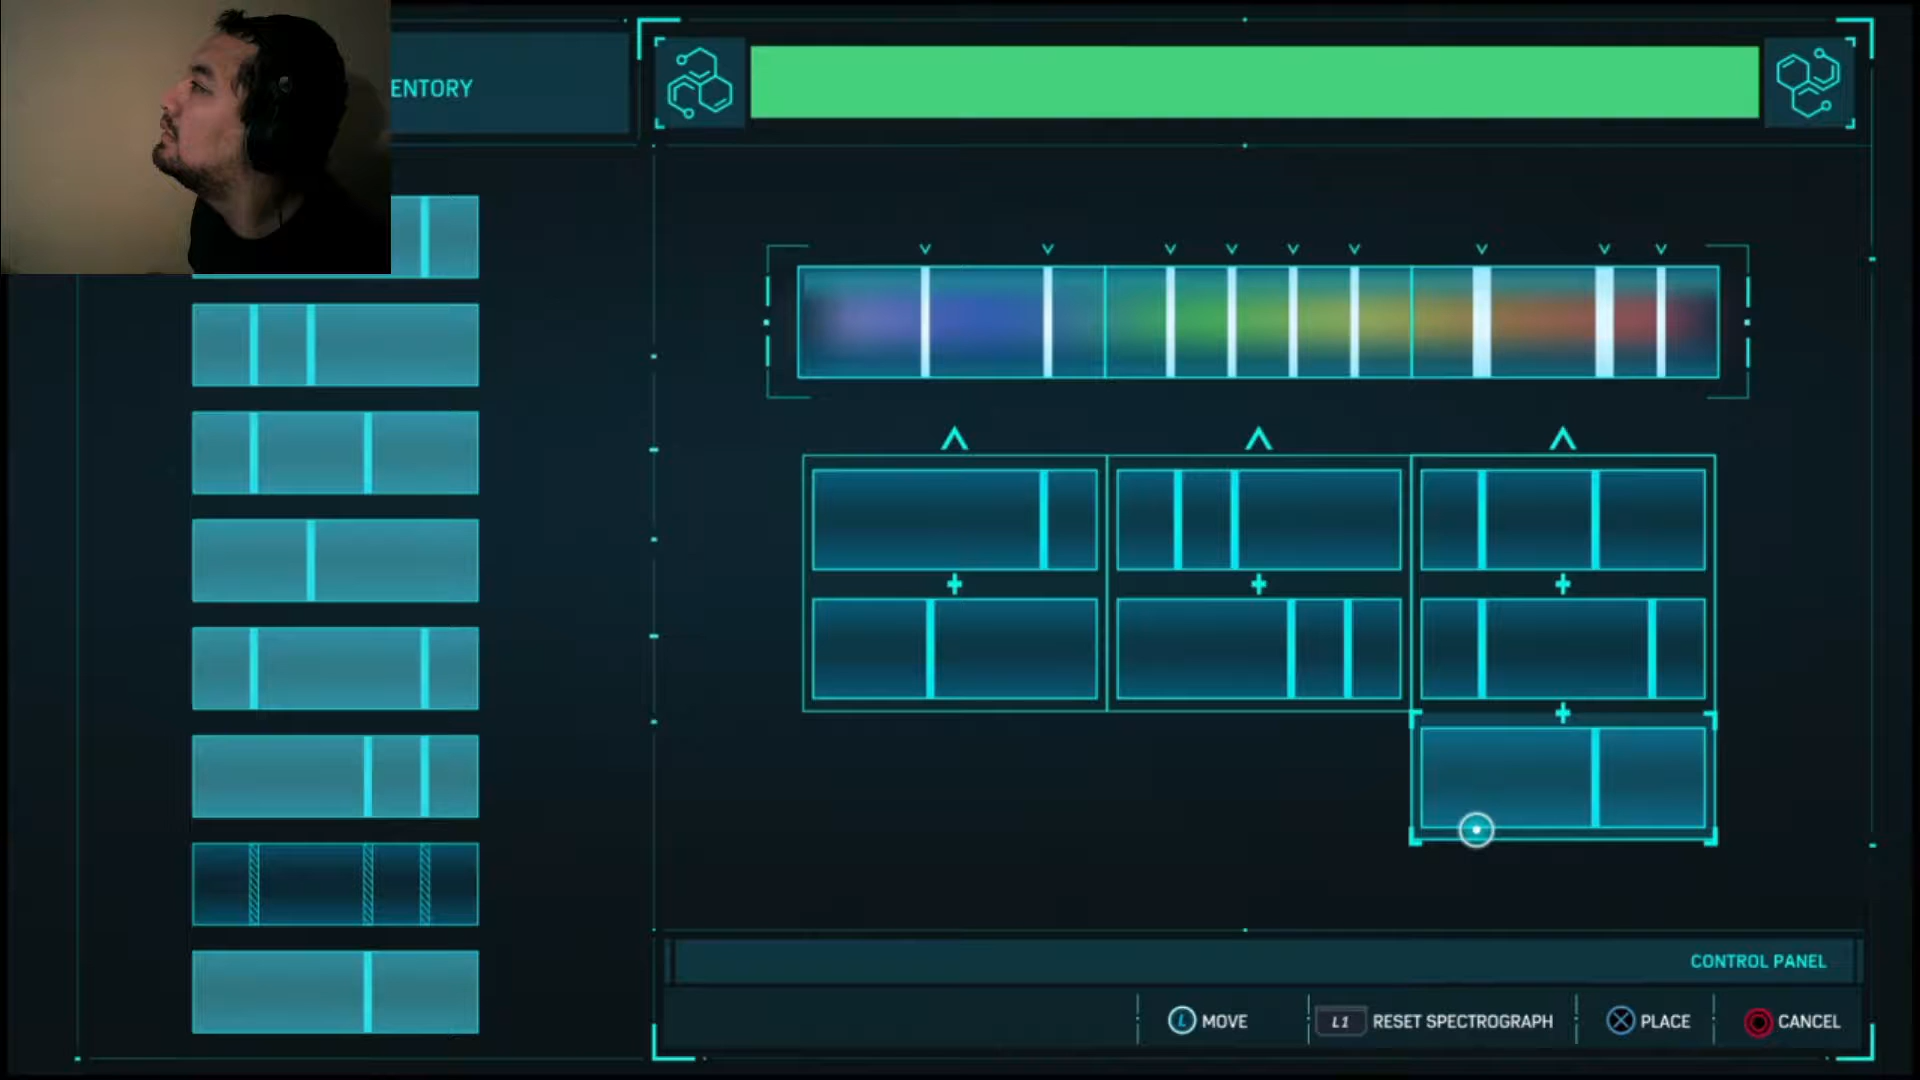 ENTORY
CONTROL PANEL
L MOVE
L1 RESET SPECTROGRAPH
PLACE
CANCEL